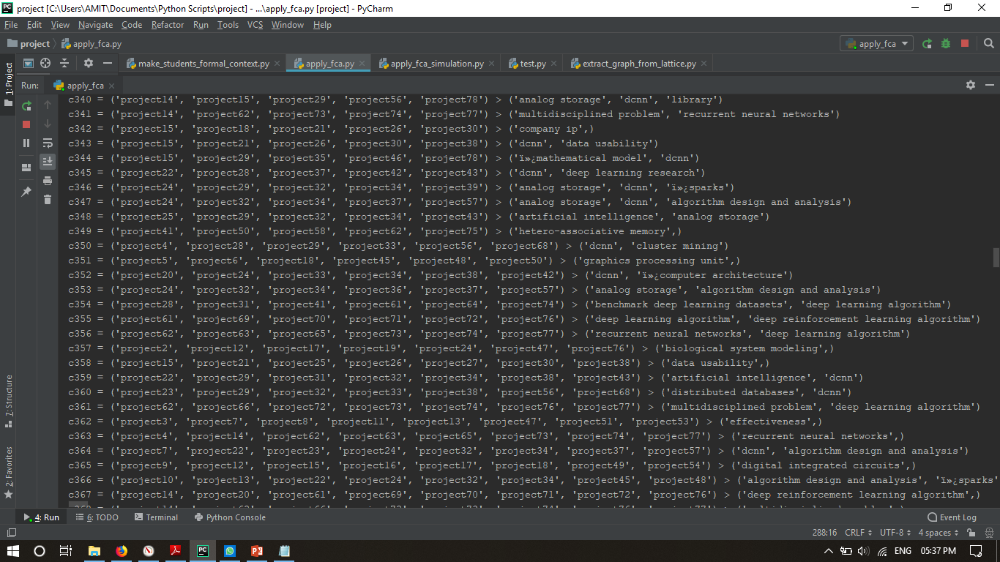 project [C:\Users\AMIT\Documents\Python Scripts\project] - ...\apply_fca.py [project] - PyCharm
File Edit View Navigate Code Refactor Run Tools VCS Window Help
project apply_fca.py apply_fca
1: Project
make_students_formal_context.py apply_fca.py apply_fca_simulation.py test.py extract_graph_from_lattice.py
Run: apply_fca
c340 = ('project14', 'project15', 'project29', 'project56', 'project78') > ('analog storage', 'dcnn', 'library')
c341 = ('project14', 'project62', 'project73', 'project74', 'project77') > ('multidisciplined problem', 'recurrent neural networks')
c342 = ('project15', 'project18', 'project21', 'project26', 'project30') > ('company ip',)
c343 = ('project15', 'project21', 'project26', 'project30', 'project38') > ('dcnn', 'data usability')
c344 = ('project15', 'project29', 'project35', 'project46', 'project78') > ('ï»¿mathematical model', 'dcnn')
c345 = ('project22', 'project28', 'project37', 'project42', 'project43') > ('dcnn', 'deep learning research')
c346 = ('project24', 'project29', 'project32', 'project34', 'project39') > ('analog storage', 'dcnn', 'ï»¿sparks')
c347 = ('project24', 'project32', 'project34', 'project37', 'project57') > ('analog storage', 'dcnn', 'algorithm design and analysis')
c348 = ('project25', 'project29', 'project32', 'project34', 'project43') > ('artificial intelligence', 'analog storage')
c349 = ('project41', 'project50', 'project58', 'project62', 'project75') > ('hetero-associative memory',)
c350 = ('project4', 'project28', 'project29', 'project33', 'project56', 'project68') > ('dcnn', 'cluster mining')
c351 = ('project5', 'project6', 'project18', 'project45', 'project48', 'project50') > ('graphics processing unit',)
c352 = ('project20', 'project24', 'project33', 'project34', 'project38', 'project42') > ('dcnn', 'ï»¿computer architecture')
c353 = ('project24', 'project32', 'project34', 'project36', 'project37', 'project57') > ('analog storage', 'algorithm design and analysis')
c354 = ('project28', 'project31', 'project41', 'project61', 'project64', 'project74') > ('benchmark deep learning datasets', 'deep learning algorithm')
c355 = ('project61', 'project69', 'project70', 'project71', 'project72', 'project76') > ('deep learning algorithm', 'deep reinforcement learning algorithm')
c356 = ('project62', 'project63', 'project65', 'project73', 'project74', 'project77') > ('recurrent neural networks', 'deep learning algorithm')
c357 = ('project2', 'project12', 'project17', 'project19', 'project24', 'project47', 'project76') > ('biological system modeling',)
c358 = ('project15', 'project21', 'project25', 'project26', 'project27', 'project30', 'project38') > ('data usability',)
c359 = ('project22', 'project29', 'project31', 'project32', 'project34', 'project38', 'project43') > ('artificial intelligence', 'dcnn')
c360 = ('project23', 'project29', 'project32', 'project33', 'project38', 'project56', 'project68') > ('distributed databases', 'dcnn')
c361 = ('project62', 'project66', 'project72', 'project73', 'project74', 'project76', 'project77') > ('multidisciplined problem', 'deep learning algorithm')
c362 = ('project3', 'project7', 'project8', 'project11', 'project13', 'project47', 'project51', 'project53') > ('effectiveness',)
c363 = ('project4', 'project14', 'project62', 'project63', 'project65', 'project73', 'project74', 'project77') > ('recurrent neural networks',)
c364 = ('project7', 'project22', 'project23', 'project24', 'project32', 'project34', 'project37', 'project57') > ('dcnn', 'algorithm design and analysis')
c365 = ('project9', 'project12', 'project15', 'project16', 'project17', 'project18', 'project49', 'project54') > ('digital integrated circuits',)
c366 = ('project10', 'project13', 'project22', 'project24', 'project32', 'project34', 'project45', 'project48') > ('algorithm design and analysis', 'ï»¿sparks'
c367 = ('project14', 'project20', 'project61', 'project69', 'project70', 'project71', 'project72', 'project76') > ('deep reinforcement learning algorithm',)
7: Structure
2: Favorites
4: Run 6: TODO Terminal Python Console Event Log
288:16 CRLF UTF-8 4 spaces
ENG 05:37 PM